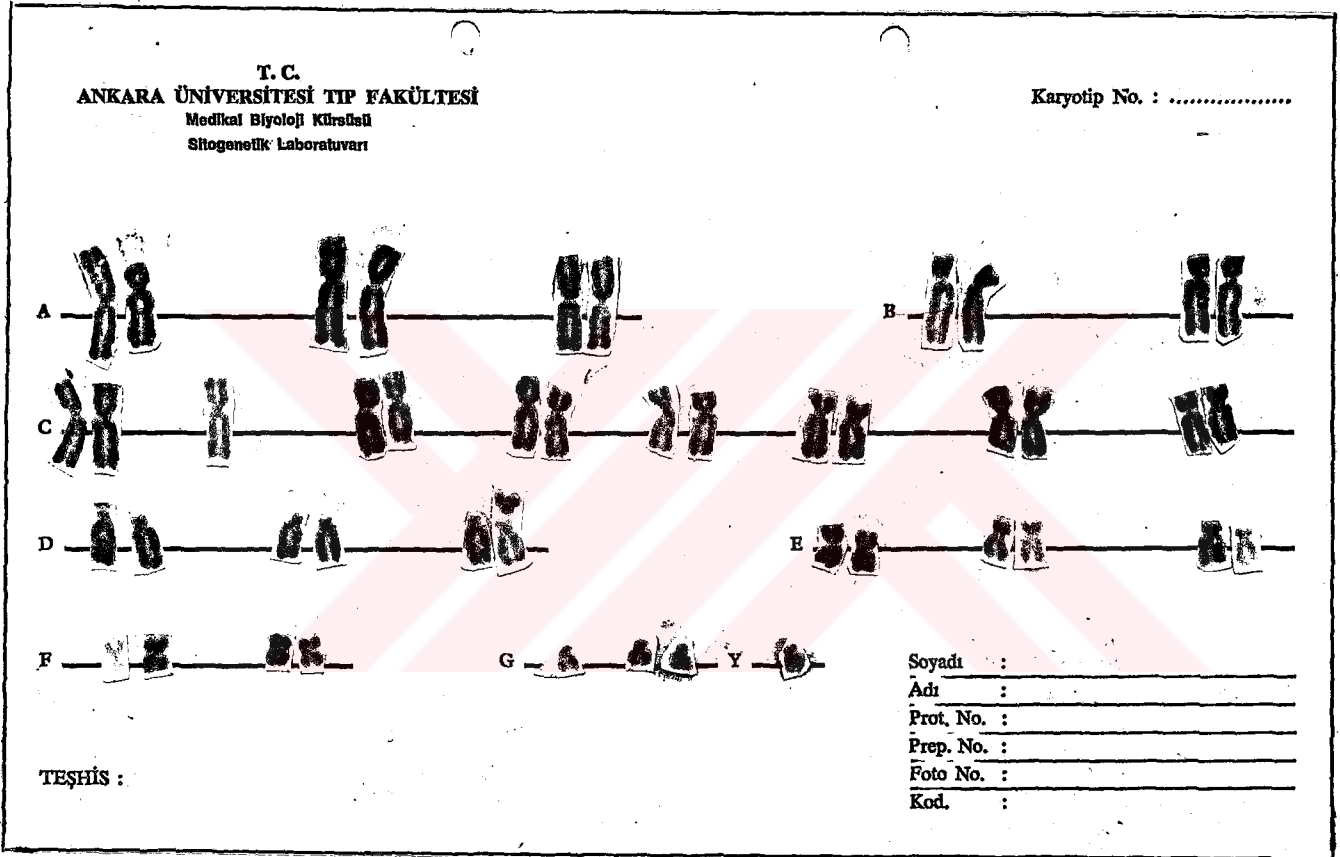 T. C.
ANKARA ÜNİVERSİTESİ TIP FAKÜLTESİ
Medikal Biyoloji Kürsüsü
Sitogenetik Laboratuvarı
Karyotip No. : ..................
A
B
C
D
E
F
G
Y
Soyadı :
Adı :
Prot. No. :
Prep. No. :
Foto No. :
Kod. :
TEŞHİS :